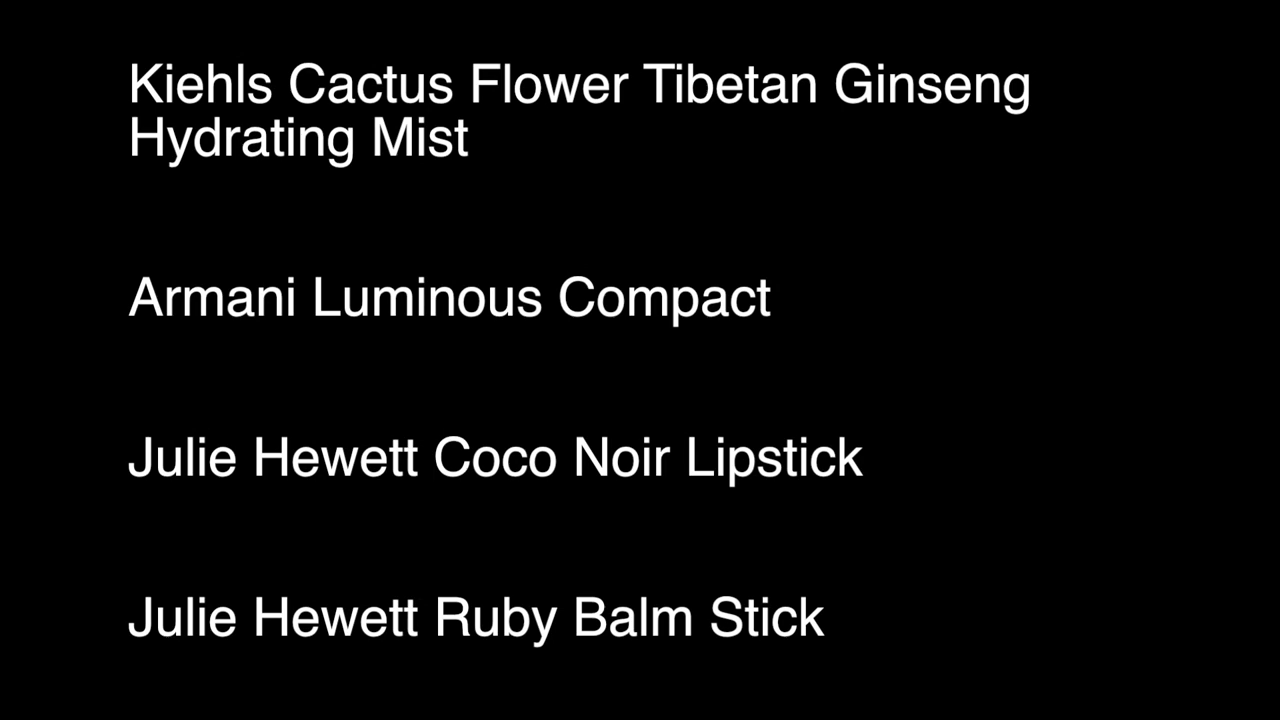 Kiehls Cactus Flower Tibetan Ginseng
Hydrating Mist
Armani Luminous Compact
Julie Hewett Coco Noir Lipstick
Julie Hewett Ruby Balm Stick